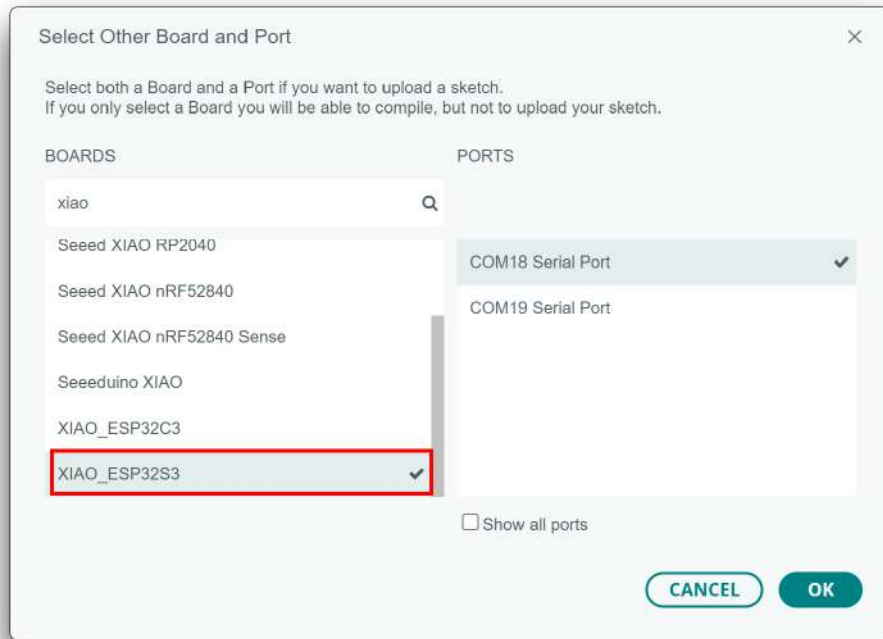 Select Other Board and Port
Select both a Board and a Port if you want to upload a sketch.
If you only select a Board you will be able to compile, but not to upload your sketch.
BOARDS
PORTS
xiao
Seeed XIAO RP2040
Seeed XIAO nRF52840
Seeed XIAO nRF52840 Sense
Seeeduino XIAO
XIAO_ESP32C3
XIAO_ESP32S3
COM18 Serial Port
COM19 Serial Port
Show all ports
CANCEL
OK